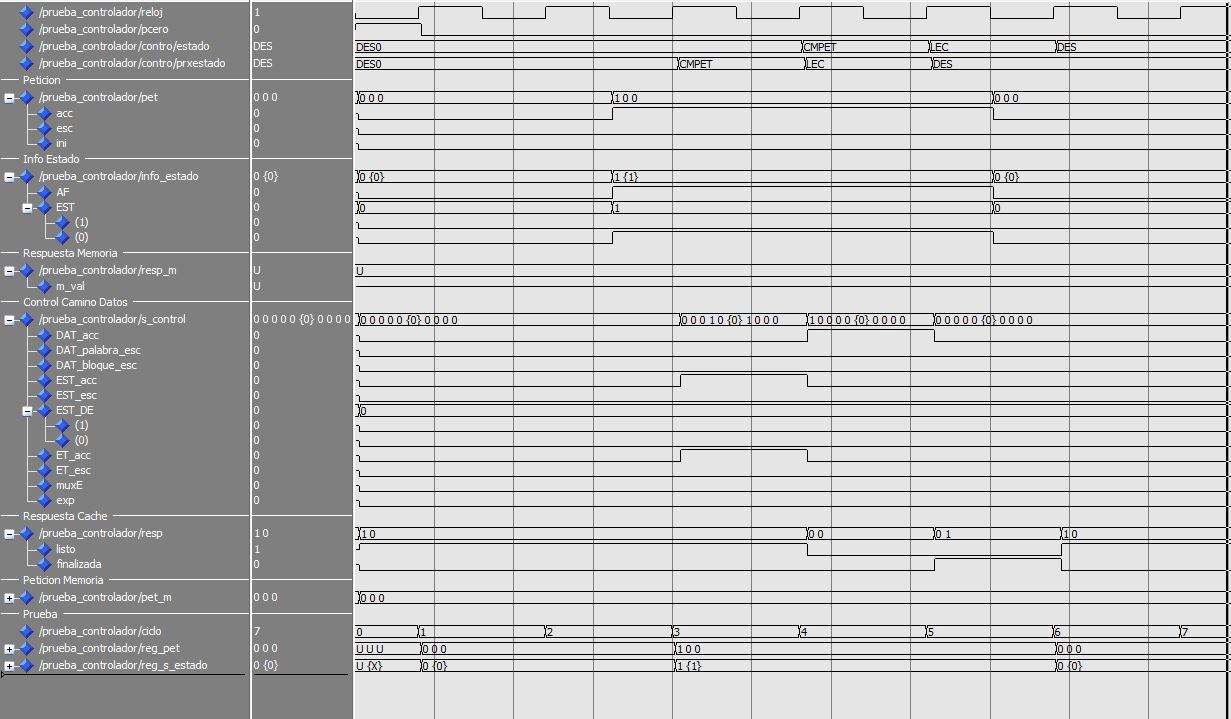 /prueba_controlador/reloj 1
/prueba_controlador/pcero 0
/prueba_controlador/contro/estado DES DES0 CMPET LEC DES
/prueba_controlador/contro/prxestado DES DES0 CMPET LEC DES
Peticion
/prueba_controlador/pet 0 0 0 0 0 0 1 0 0 0 0 0
acc 0
esc 0
ini 0
Info Estado
/prueba_controlador/info_estado 0 {0} 0 {0} 1 {1} 0 {0}
AF 0
EST 0 0 1 0
(1) 0
(0) 0
Respuesta Memoria
/prueba_controlador/resp_m U U
m_val U
Control Camino Datos
/prueba_controlador/s_control 0 0 0 0 0 {0} 0 0 0 0 0 0 0 0 0 {0} 0 0 0 0 0 0 0 1 0 {0} 1 0 0 0 1 0 0 0 0 {0} 0 0 0 0 0 0 0 0 0 {0} 0 0 0 0
DAT_acc 0
DAT_palabra_esc 0
DAT_bloque_esc 0
EST_acc 0
EST_esc 0
EST_DE 0 0
(1) 0
(0) 0
ET_acc 0
ET_esc 0
muxE 0
exp 0
Respuesta Cache
/prueba_controlador/resp 1 0 1 0 0 0 0 1 1 0
listo 1
finalizada 0
Peticion Memoria
/prueba_controlador/pet_m 0 0 0 0 0 0
Prueba
/prueba_controlador/ciclo 7 0 1 2 3 4 5 6 7
/prueba_controlador/reg_pet 0 0 0 U U U 0 0 0 1 0 0 0 0 0
/prueba_controlador/reg_s_estado 0 {0} U {X} 0 {0} 1 {1} 0 {0}